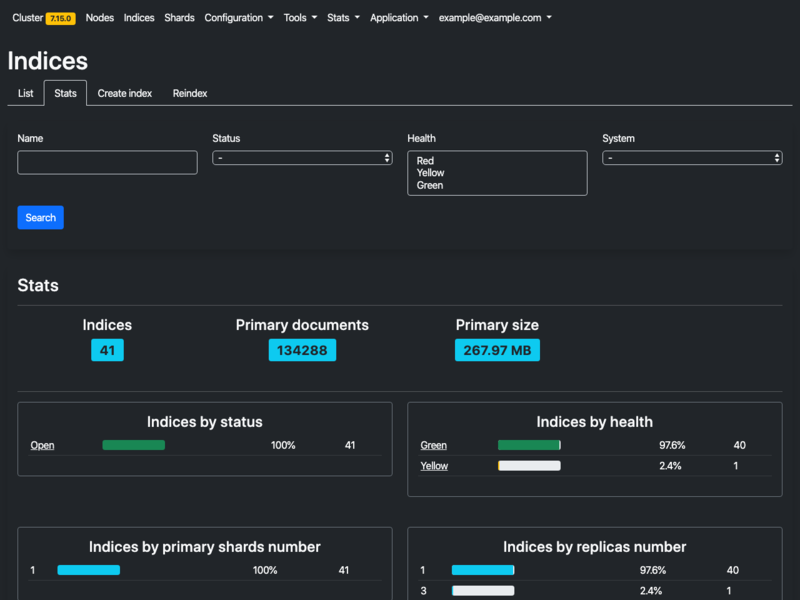 Cluster 7.15.0 Nodes Indices Shards Configuration Tools Stats Application example@example.com
Indices
List Stats Create index Reindex
Name Status Health System
- Red -
Yellow
Green
Search
Stats
Indices Primary documents Primary size
41 134288 267.97 MB
Indices by status Indices by health
Open 100% 41 Green 97.6% 40
Yellow 2.4% 1
Indices by primary shards number Indices by replicas number
1 100% 41 1 97.6% 40
3 2.4% 1